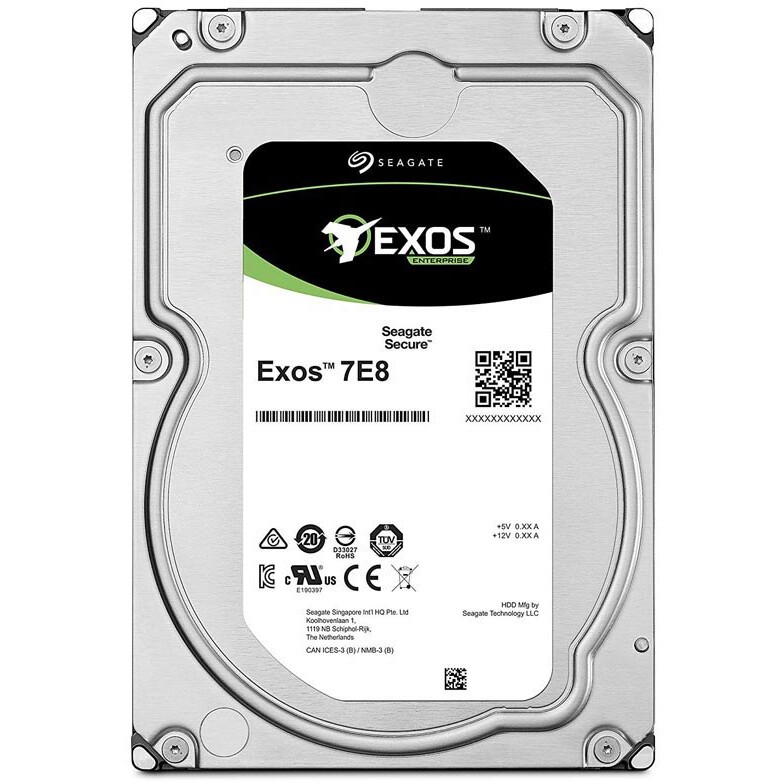 SEAGATE
EXOS™
ENTERPRISE
Seagate
Secure™
Exos™ 7E8
XXXXXXXXXXXX
+5V 0.XX A
+12V 0.XX A
20
D33027
RoHS
TÜV
SÜD
c RU US
E190397
CE
Seagate Singapore Int'l HQ Pte. Ltd
Koolhovenlaan 1,
1119 NB Schiphol-Rijk,
The Netherlands
HDD Mfg by
Seagate Technology LLC
CAN ICES-3 (B) / NMB-3 (B)